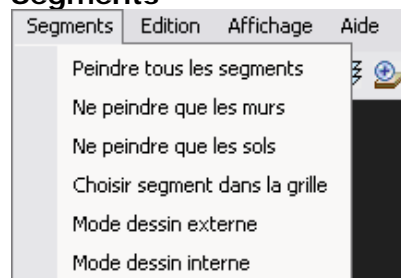 Segments
Segments Edition Affichage Aide
Peindre tous les segments
Ne peindre que les murs
Ne peindre que les sols
Choisir segment dans la grille
Mode dessin externe
Mode dessin interne